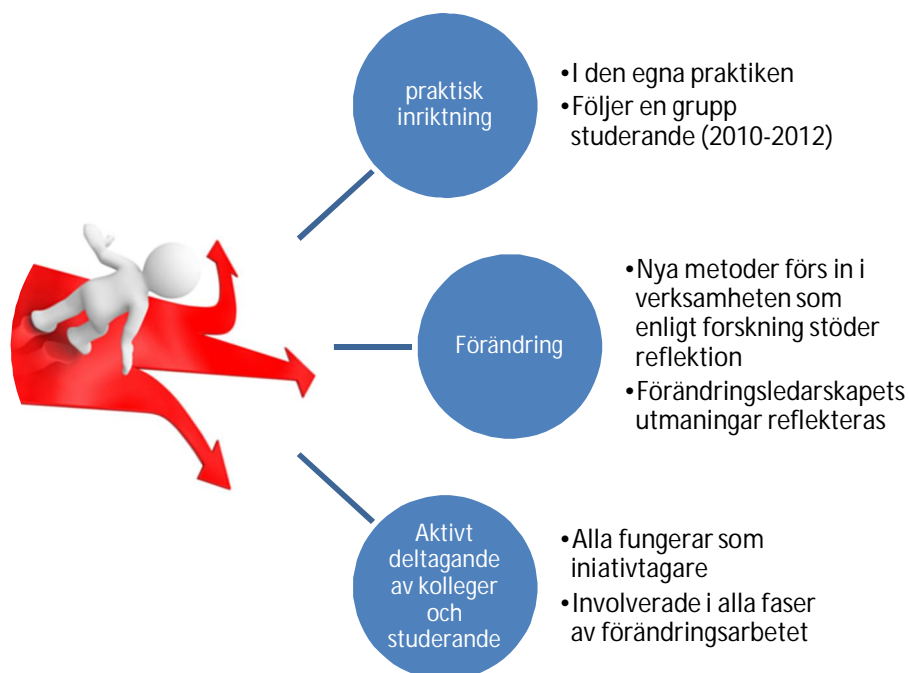 praktisk
inriktning
•I den egna praktiken
•Följer en grupp
studerande (2010-2012)
Förändring
•Nya metoder förs in i
verksamheten som
enligt forskning stöder
reflektion
•Förändringsledarskapets
utmaningar reflekteras
Aktivt
deltagande
av kolleger
och
studerande
•Alla fungerar som
iniativtagare
•Involverade i alla faser
av förändringsarbetet